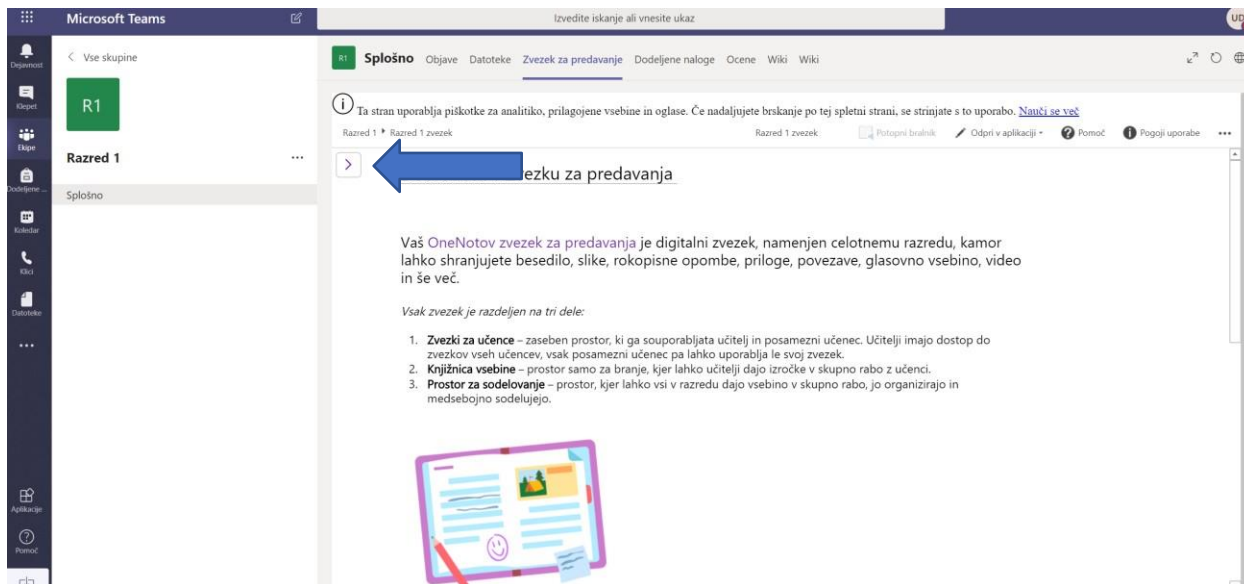 Microsoft Teams
Izvedite iskanje ali vnesite ukaz
UD
Dejavnost
Klepet
Ekipe
Dodeljene ...
Koledar
Klici
Datoteke
Aplikacije
Pomoč
< Vse skupine
R1
Razred 1
Splošno
R1 Splošno Objave Datoteke Zvezek za predavanje Dodeljene naloge Ocene Wiki Wiki
Ta stran uporablja piškotke za analitiko, prilagojene vsebine in oglase. Če nadaljujete brskanje po tej spletni strani, se strinjate s to uporabo. Nauči se več
Razred 1 Razred 1 zvezek Razred 1 zvezek Potopni bralnik Odpri v aplikaciji Pomoč Pogoji uporabe
za predavanja
Vaš OneNotov zvezek za predavanja je digitalni zvezek, namenjen celotnemu razredu, kamor
lahko shranjujete besedilo, slike, rokopisne opombe, priloge, povezave, glasovno vsebino, video
in še več.
Vsak zvezek je razdeljen na tri dele:
1. Zvezki za učence – zaseben prostor, ki ga souporabljata učitelj in posamezni učenec. Učitelji imajo dostop do
zvezkov vseh učencev, vsak posamezni učenec pa lahko uporablja le svoj zvezek.
2. Knjižnica vsebine – prostor samo za branje, kjer lahko učitelji dajo izročke v skupno rabo z učenci.
3. Prostor za sodelovanje – prostor, kjer lahko vsi v razredu dajo vsebino v skupno rabo, jo organizirajo in
medsebojno sodelujejo.